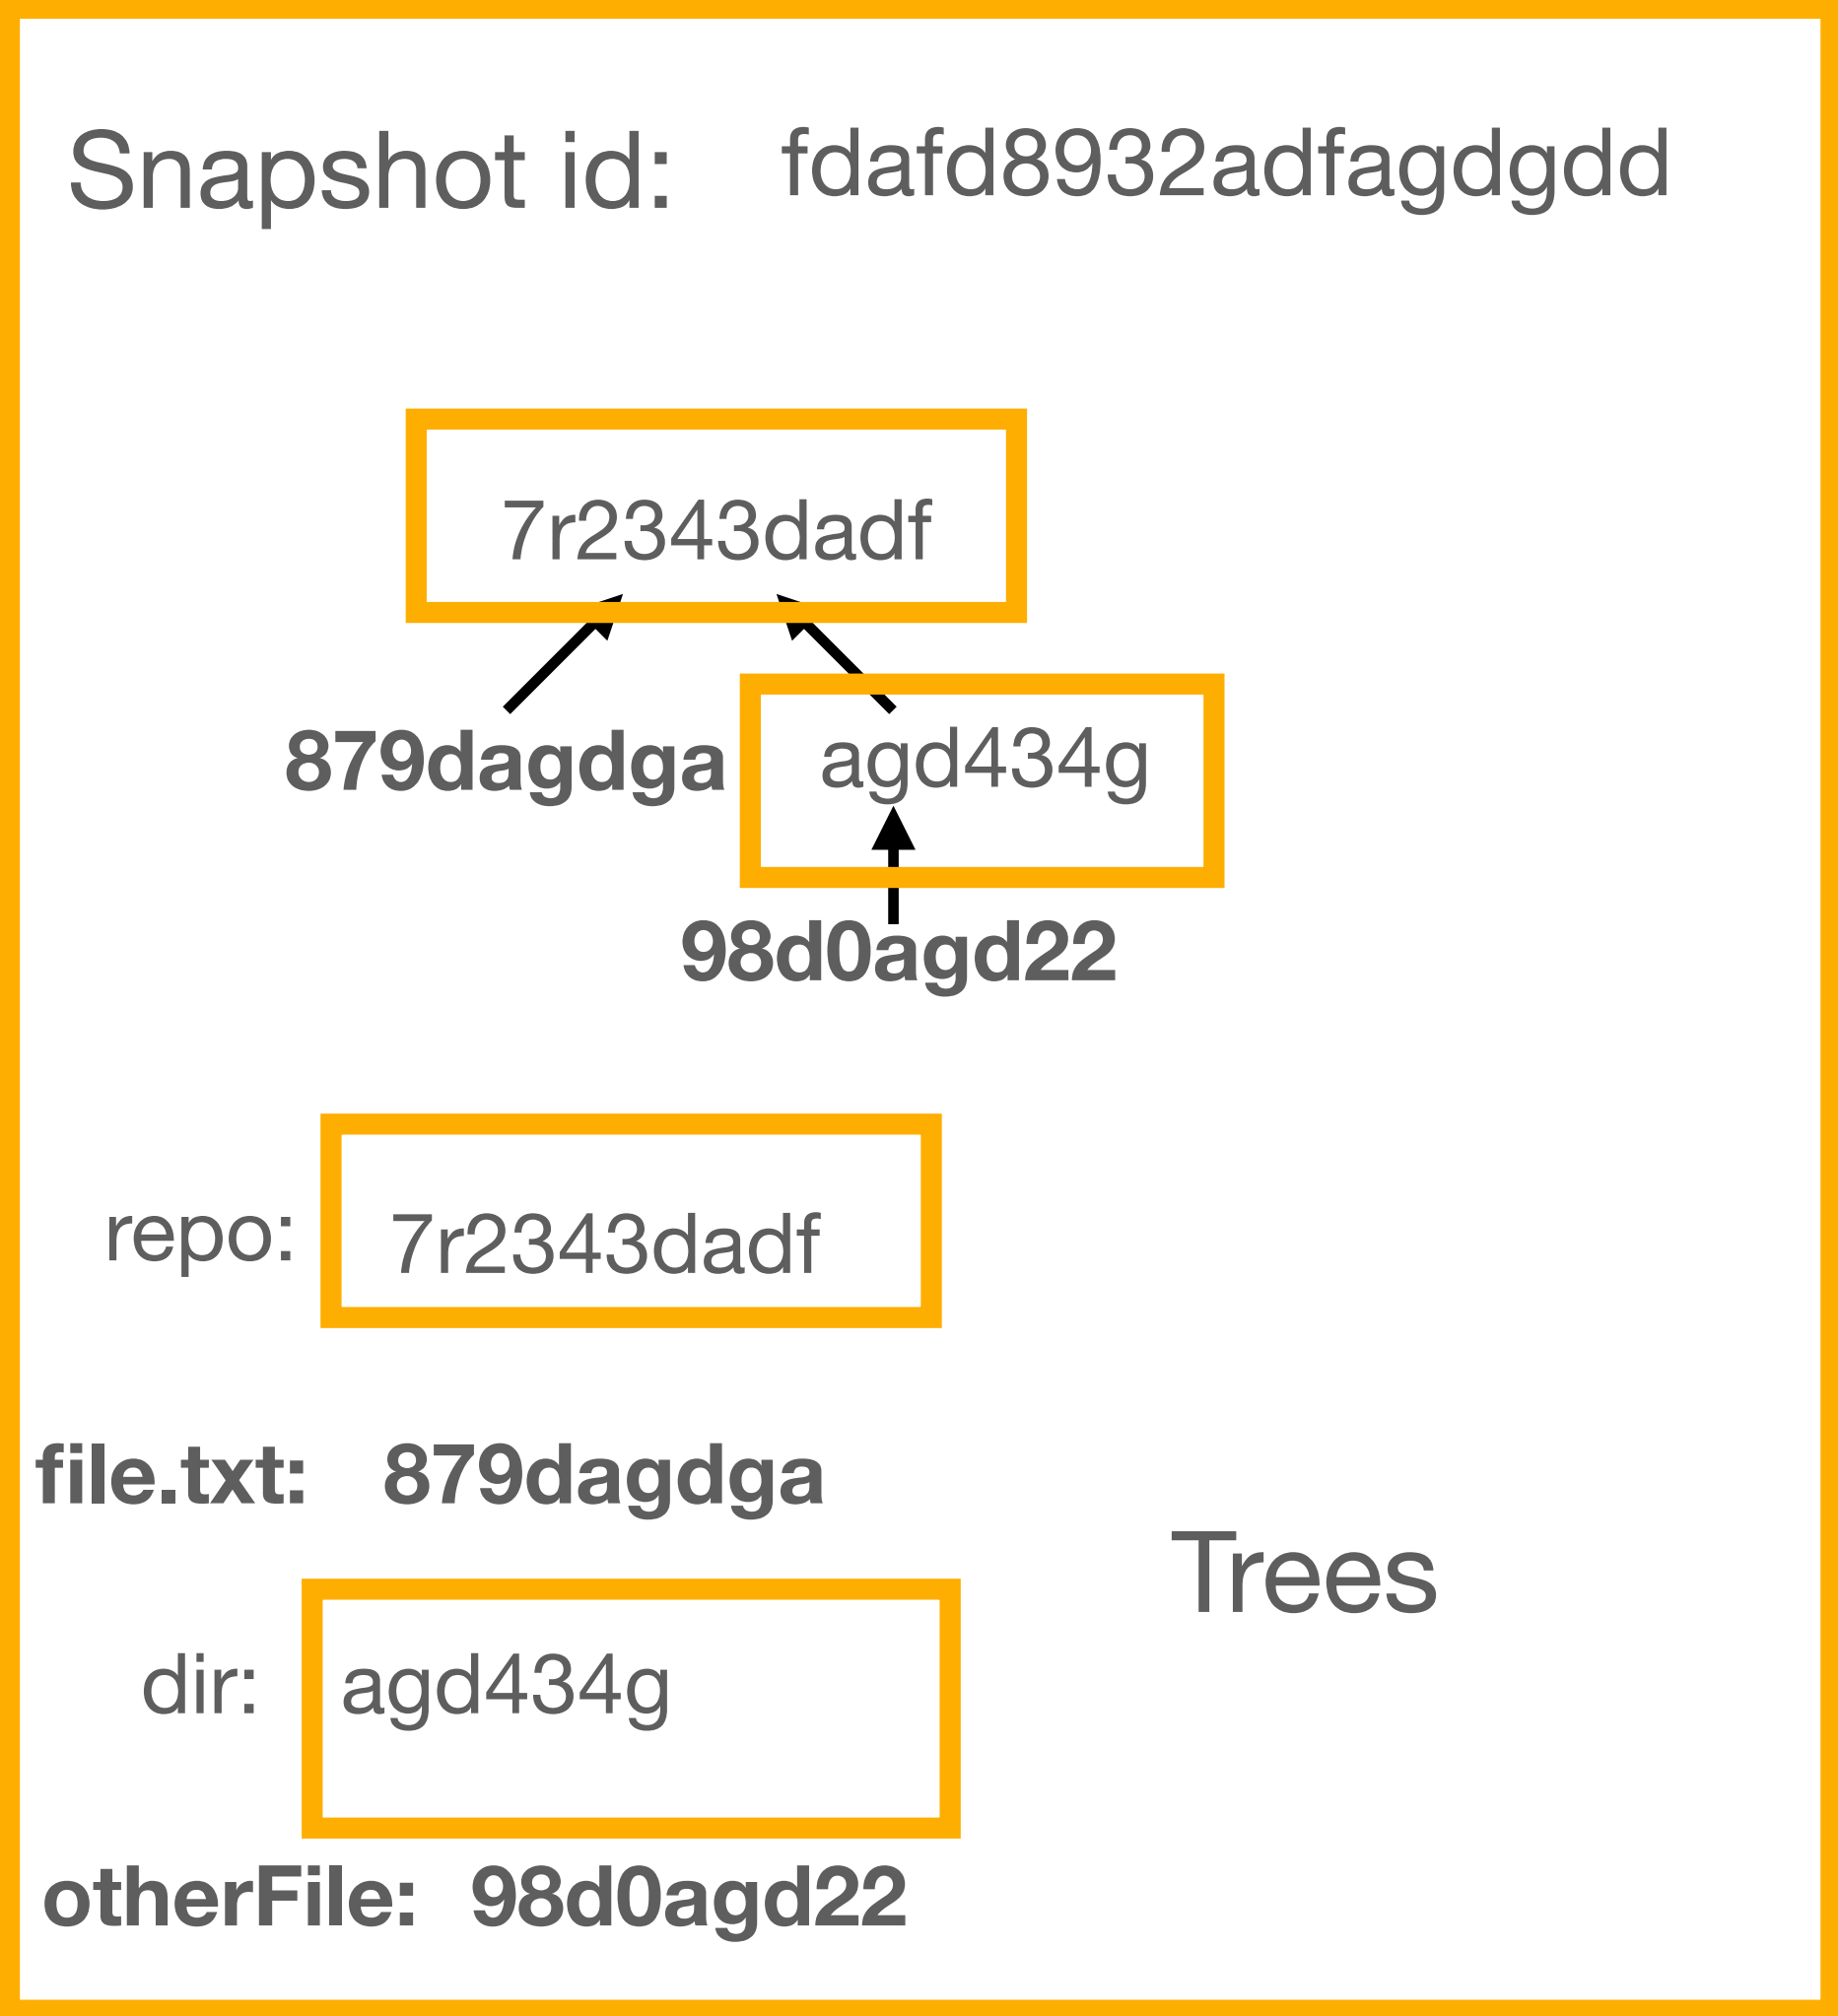 Snapshot id: fdafd8932adfagdgdd
7r2343dadf
879dagdga agd434g
98d0agd22
repo: 7r2343dadf
file.txt: 879dagdga
Trees
dir: agd434g
otherFile: 98d0agd22